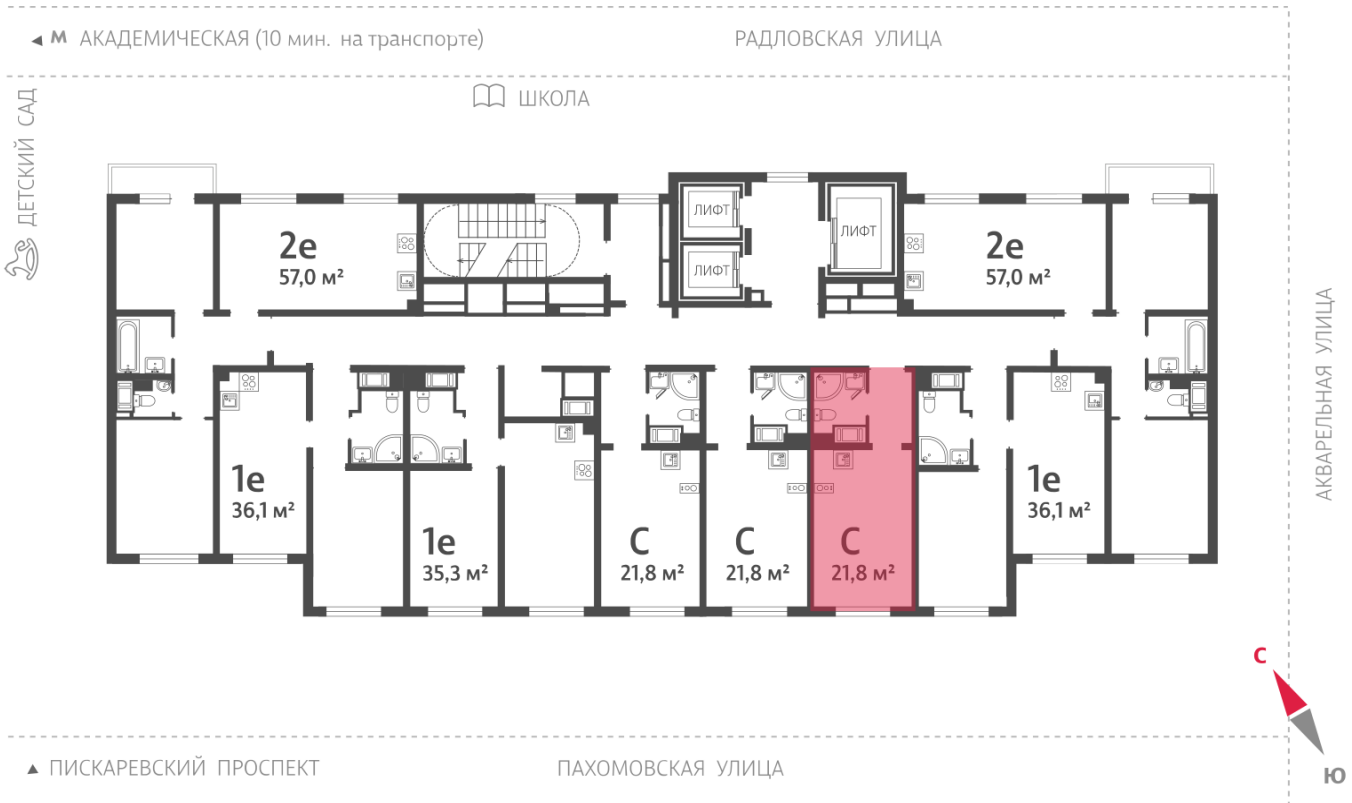 М АКАДЕМИЧЕСКАЯ (10 мин. на транспорте)
РАДЛОВСКАЯ УЛИЦА
ШКОЛА
ДЕТСКИЙ САД
ЛИФТ
ЛИФТ
ЛИФТ
2е
57,0 м²
2е
57,0 м²
АКВАРЕЛЬНАЯ УЛИЦА
1е
36,1 м²
1е
35,3 м²
С
21,8 м²
С
21,8 м²
С
21,8 м²
1е
36,1 м²
С
Ю
ПИСКАРЕВСКИЙ ПРОСПЕКТ
ПАХОМОВСКАЯ УЛИЦА